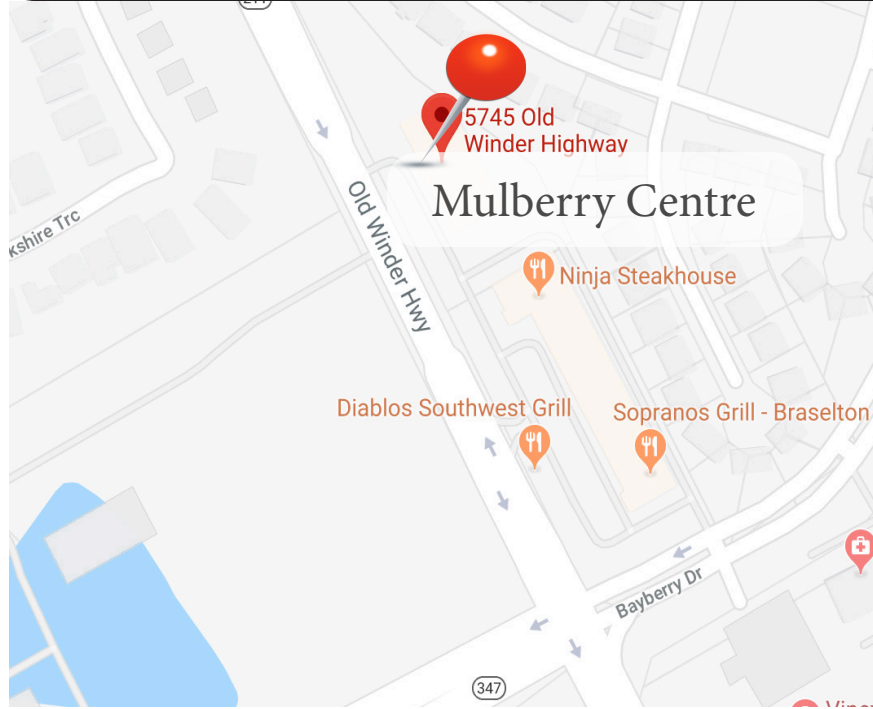 211
5745 Old
Winder Highway
Mulberry Centre
kshire Trc
Old Winder Hwy
Ninja Steakhouse
Diablos Southwest Grill
Sopranos Grill - Braselton
Bayberry Dr
347